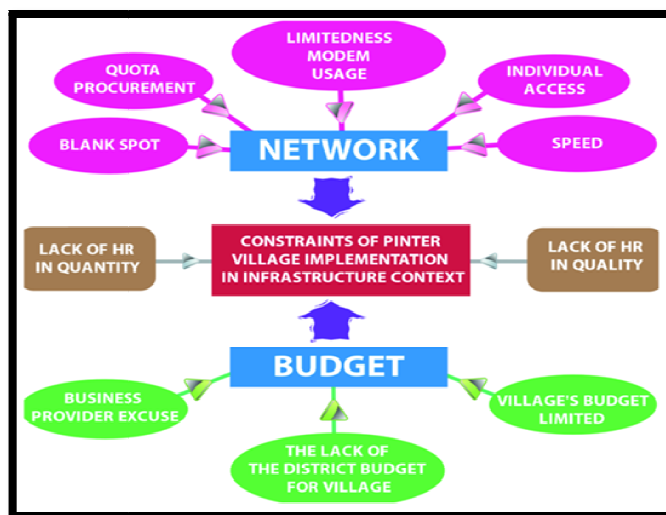 LIMITEDNESS
MODEM
USAGE
QUOTA
PROCUREMENT
INDIVIDUAL
ACCESS
BLANK SPOT
NETWORK
SPEED
LACK OF HR
IN QUANTITY
CONSTRAINTS OF PINTER
VILLAGE IMPLEMENTATION
IN INFRASTRUCTURE CONTEXT
LACK OF HR
IN QUALITY
BUDGET
BUSINESS
PROVIDER EXCUSE
VILLAGE'S BUDGET
LIMITED
THE LACK OF
THE DISTRICT BUDGET
FOR VILLAGE